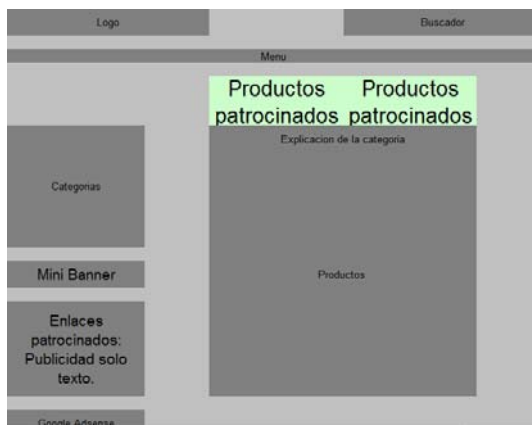 Logo
Buscador
Menu
Productos patrocinados
Productos patrocinados
Explicacion de la categoria
Categorias
Productos
Mini Banner
Enlaces
patrocinados:
Publicidad solo
texto.
Google Adsense